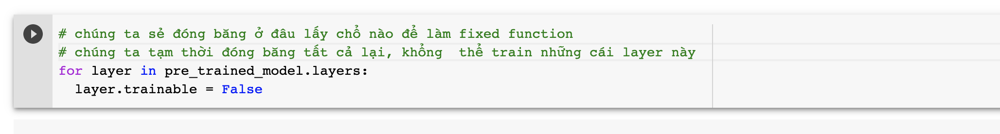 # chúng ta sẻ đóng băng ở đâu lấy chổ nào để làm fixed function
# chúng ta tạm thời đóng băng tất cả lại, khổng  thể train những cái layer này
for layer in pre_trained_model.layers:
  layer.trainable = False